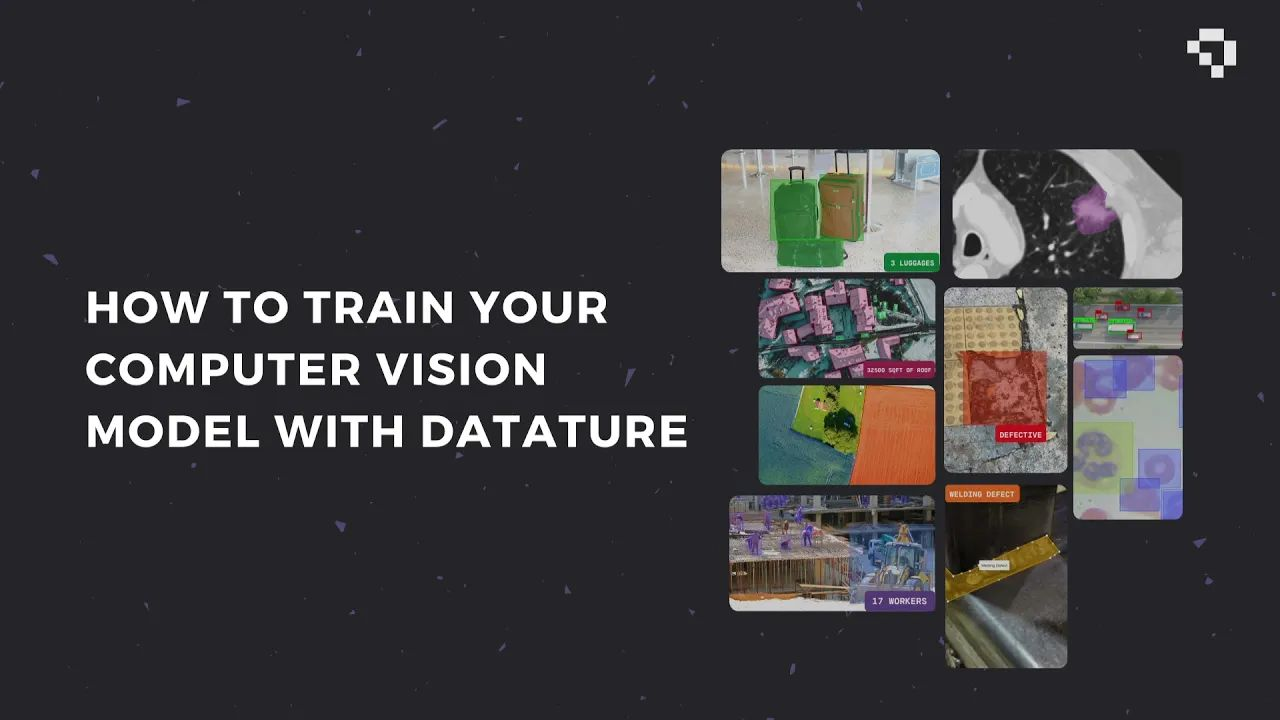 HOW TO TRAIN YOUR
COMPUTER VISION
MODEL WITH DATATURE
3 LUGGAGES
32500 SQFT OF ROOF
DEFECTIVE
WELDING DEFECT
Welding Defect
17 WORKERS